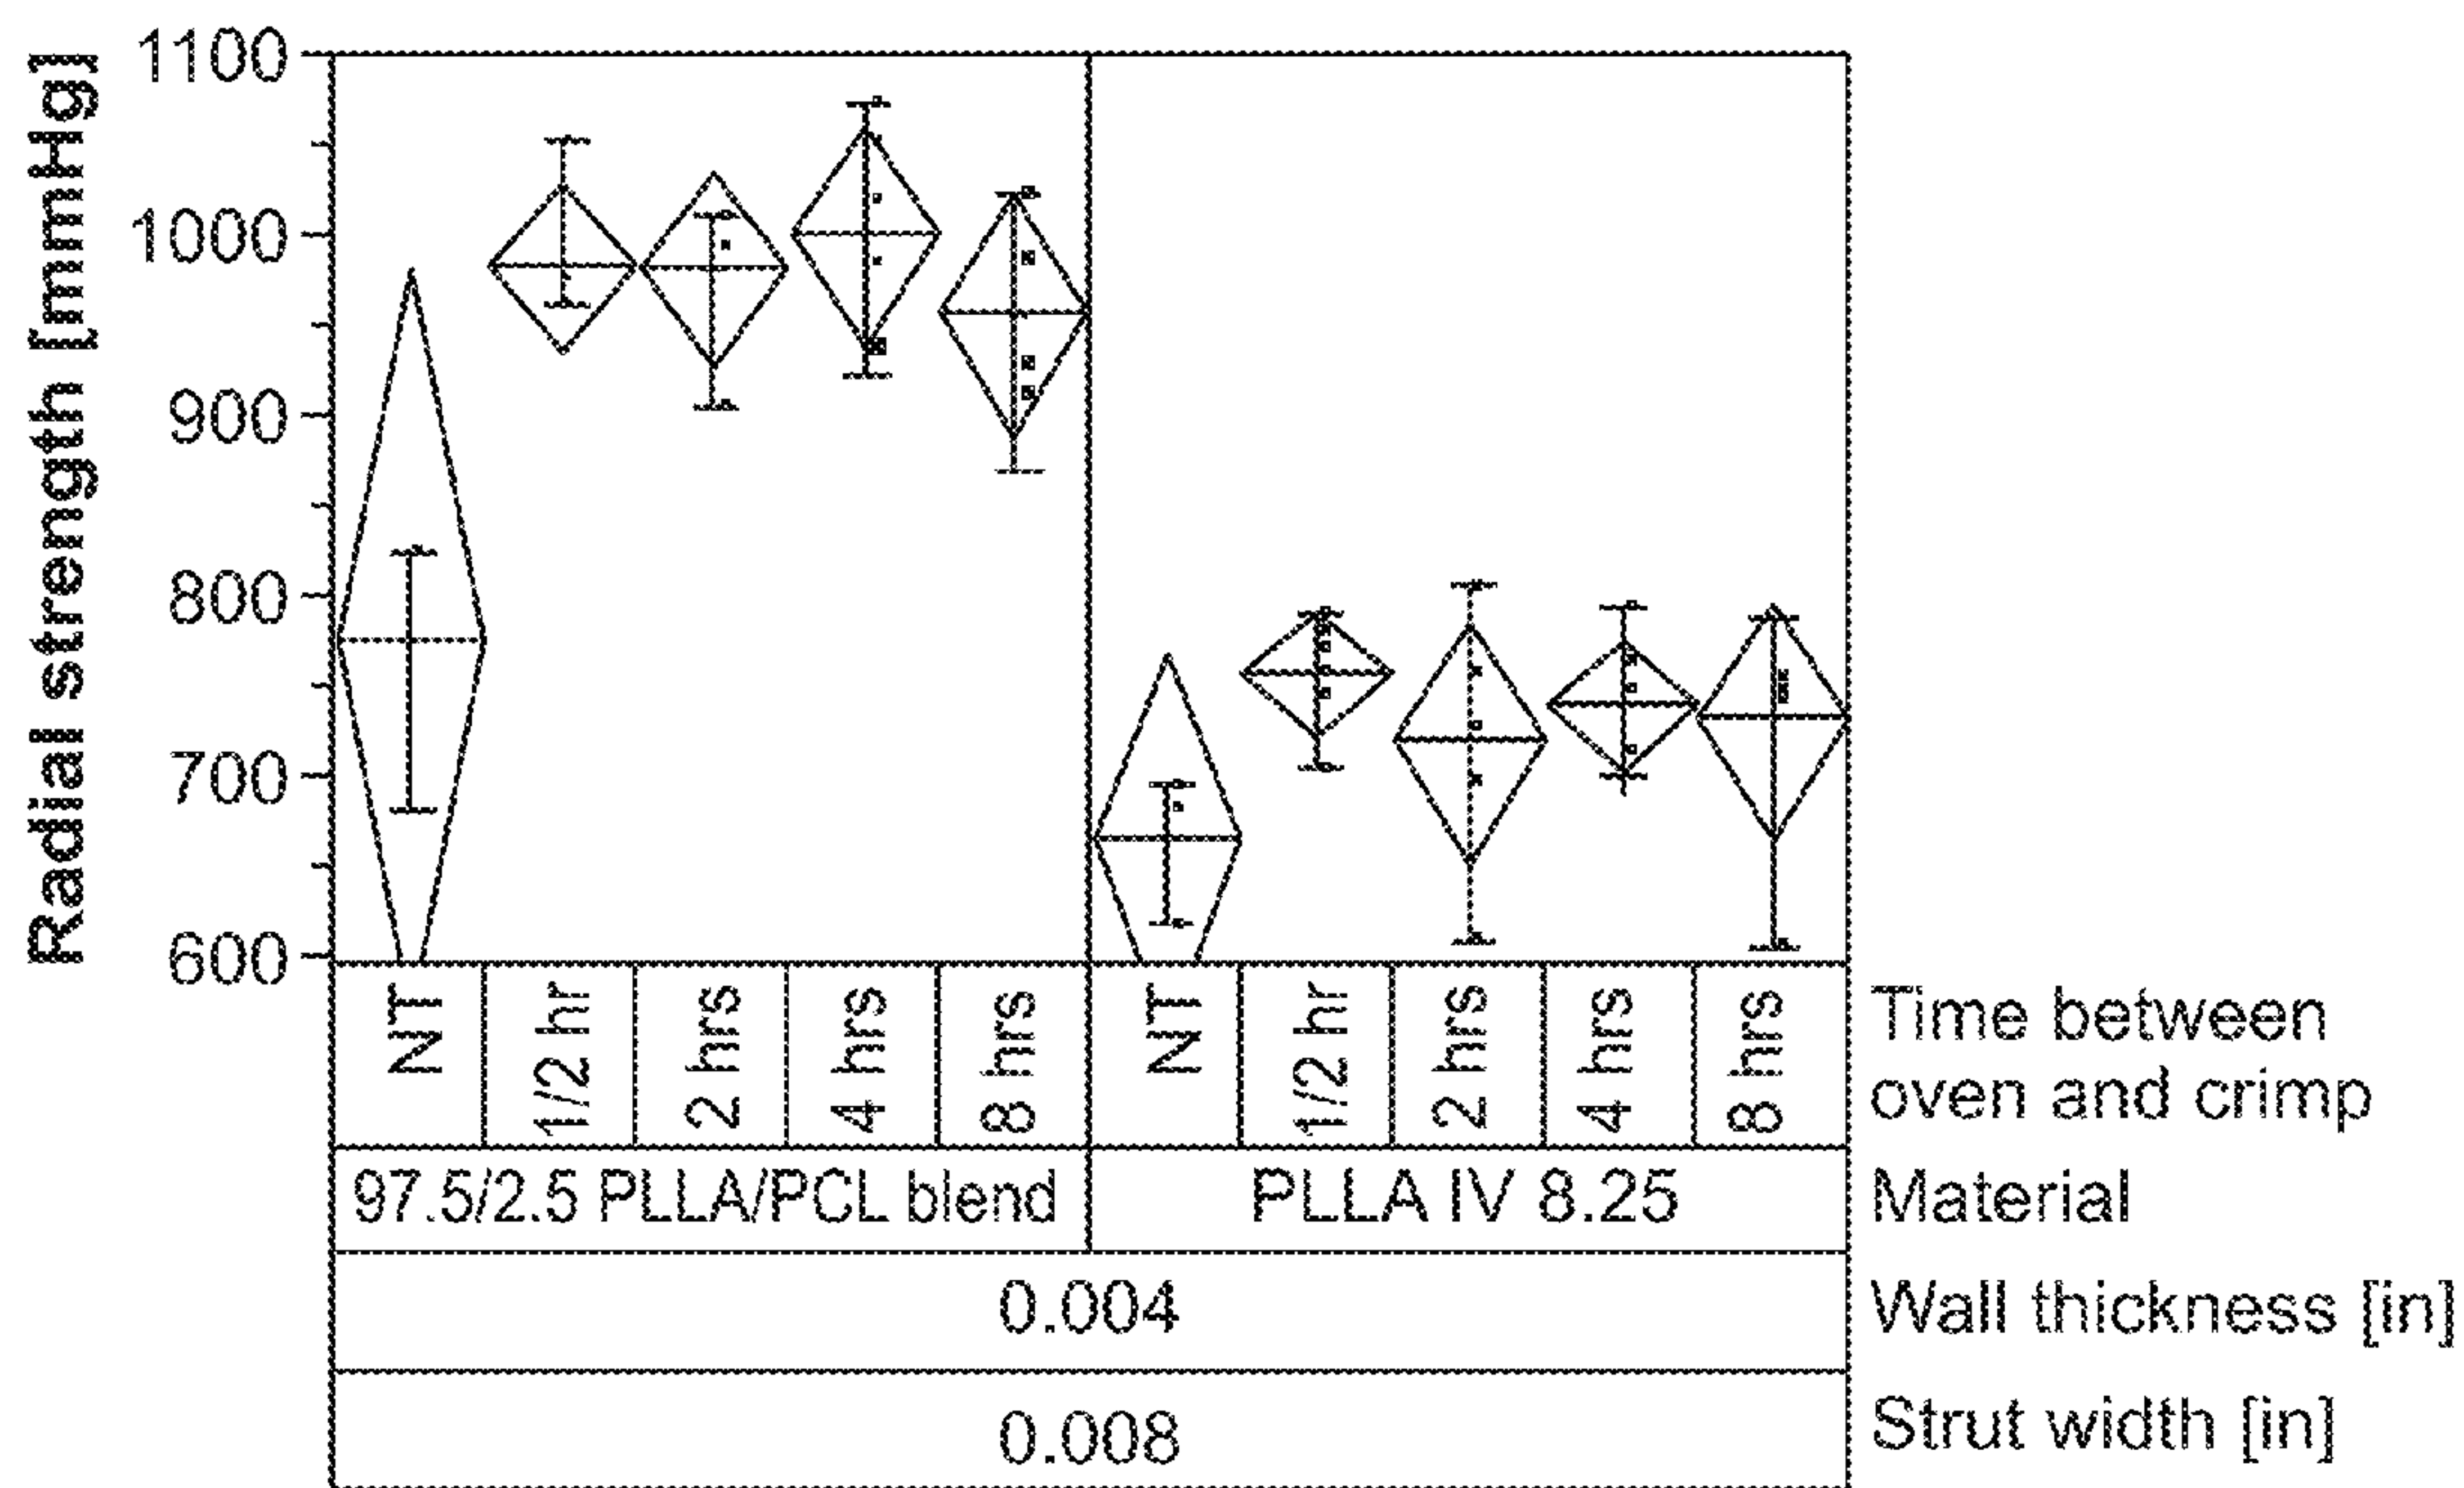 Radial strength [mmHg]
1100
1000
900
800
700
600
NT
1/2 hr
2 hrs
4 hrs
8 hrs
NT
1/2 hr
2 hrs
4 hrs
8 hrs
Time between
oven and crimp
97.5/2.5 PLLA/PCL blend
PLLA IV 8.25
Material
0.004
Wall thickness [in]
0.008
Strut width [in]